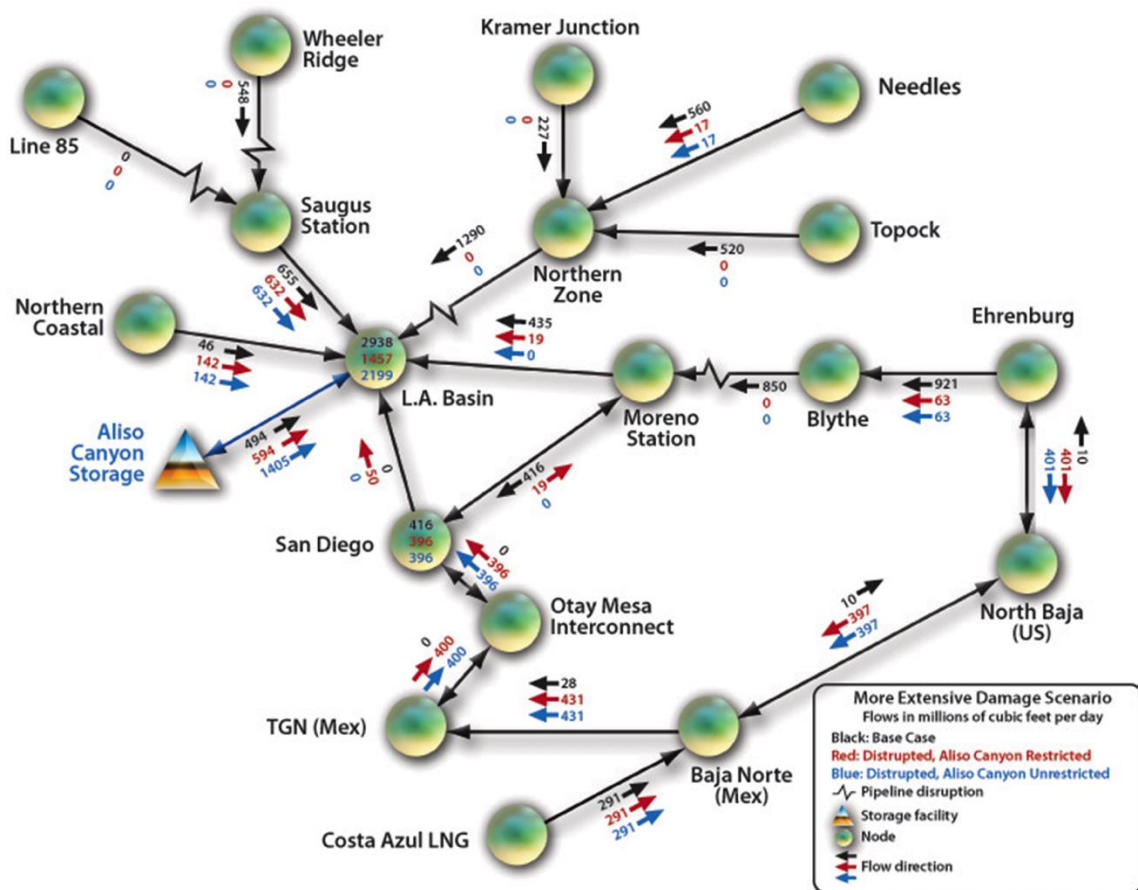 Wheeler
Ridge
Kramer Junction
Needles
Line 85
548
0
0
0
0
0
227
0
0
560
17
17
Saugus
Station
Topock
655
632
632
1290
0
0
Northern
Zone
520
0
0
Northern
Coastal
46
142
142
2938
1457
2199
L.A. Basin
435
19
0
Ehrenburg
Moreno
Station
850
0
0
Blythe
921
63
63
Aliso
Canyon
Storage
494
594
1405
0
50
0
416
19
0
10
401
401
San Diego
416
396
396
0
396
396
Otay Mesa
Interconnect
10
397
397
North Baja
(US)
0
400
400
TGN (Mex)
28
431
431
Baja Norte
(Mex)
Costa Azul LNG
291
291
291
More Extensive Damage Scenario
Flows in millions of cubic feet per day
Black: Base Case
Red: Distrupted, Aliso Canyon Restricted
Blue: Distrupted, Aliso Canyon Unrestricted
Pipeline disruption
Storage facility
Node
Flow direction